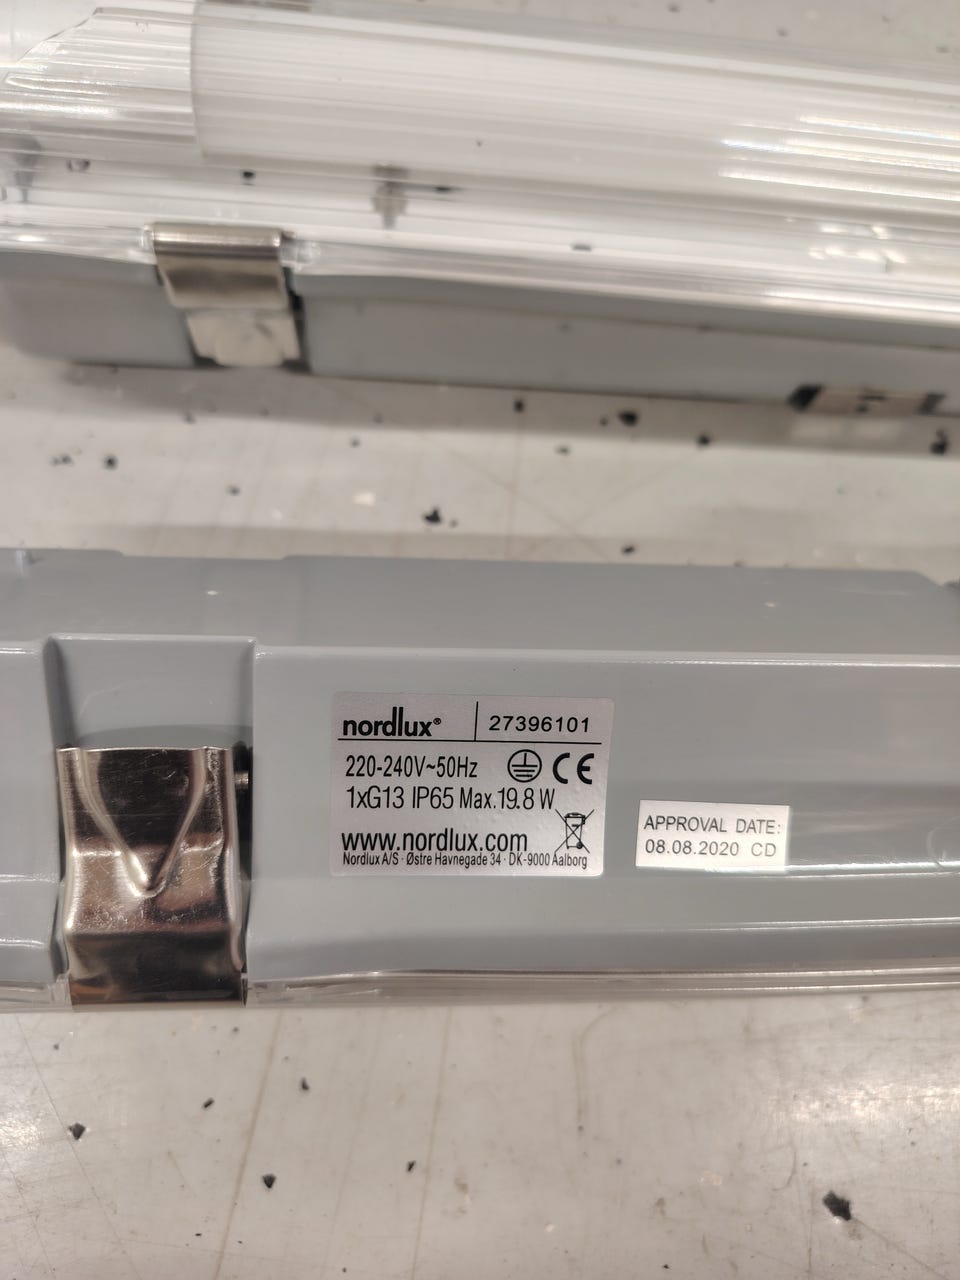 nordlux® 27396101
220-240V~50Hz CE
1xG13 IP65 Max.19.8 W
www.nordlux.com
Nordlux A/S · Østre Havnegade 34 · DK-9000 Aalborg
APPROVAL DATE:
08.08.2020 CD